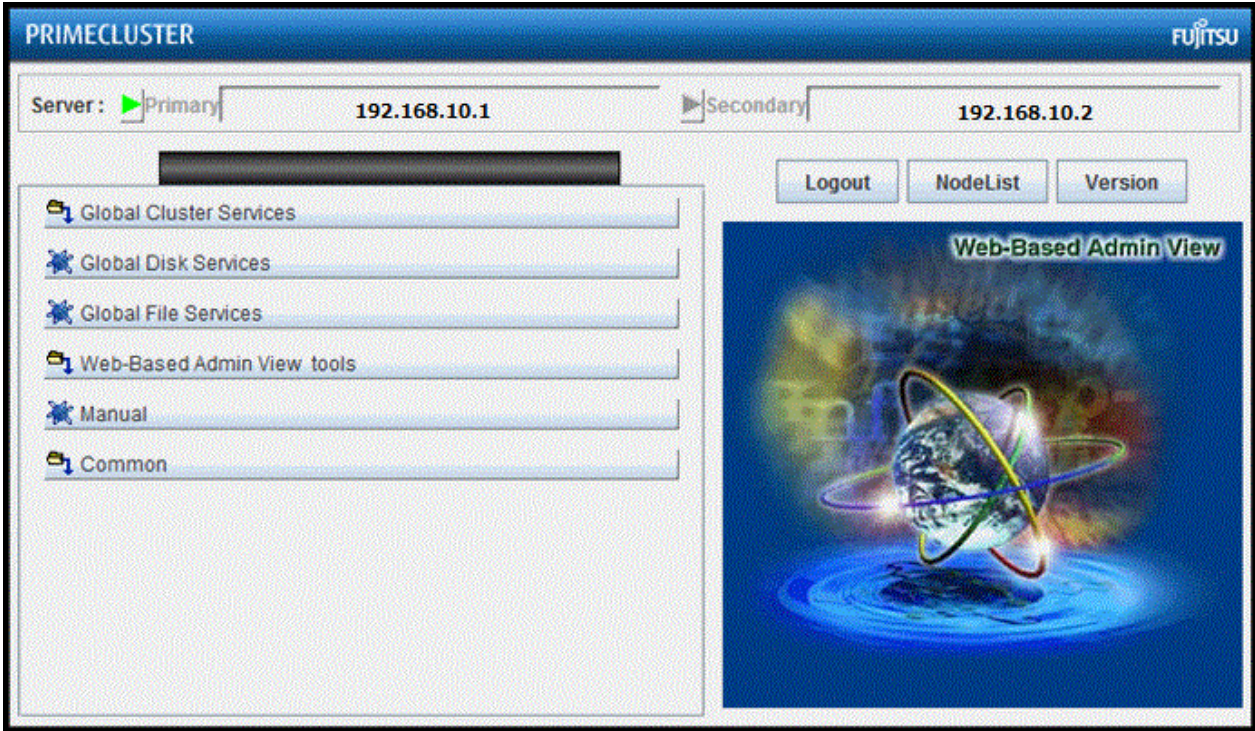 PRIMECLUSTER FUJITSU
Server : Primary 192.168.10.1 Secondary 192.168.10.2
Logout NodeList Version
Global Cluster Services
Global Disk Services
Global File Services
Web-Based Admin View tools
Manual
Common
Web-Based Admin View